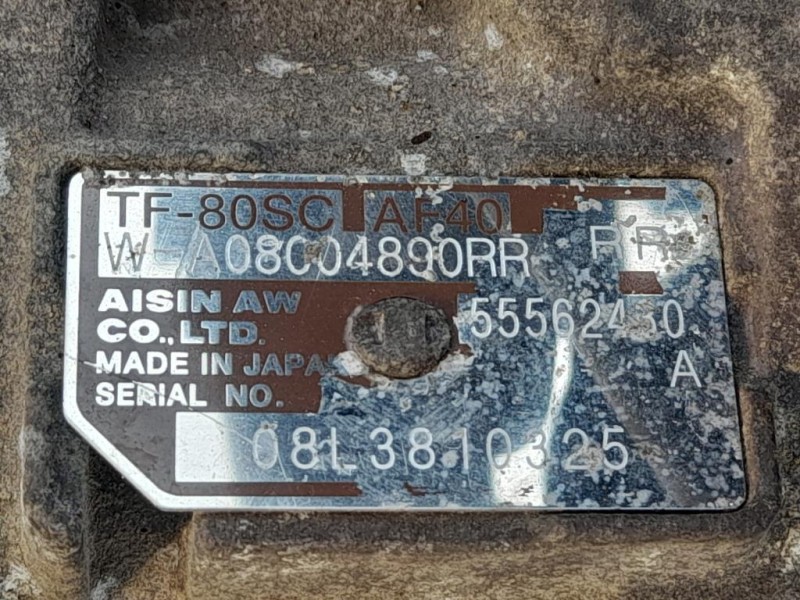 TF-80SC AF40
W-A08C04890RR RR
AISIN AW
CO.,LTD. 55562430
MADE IN JAPAN A
SERIAL NO.
08L3810325